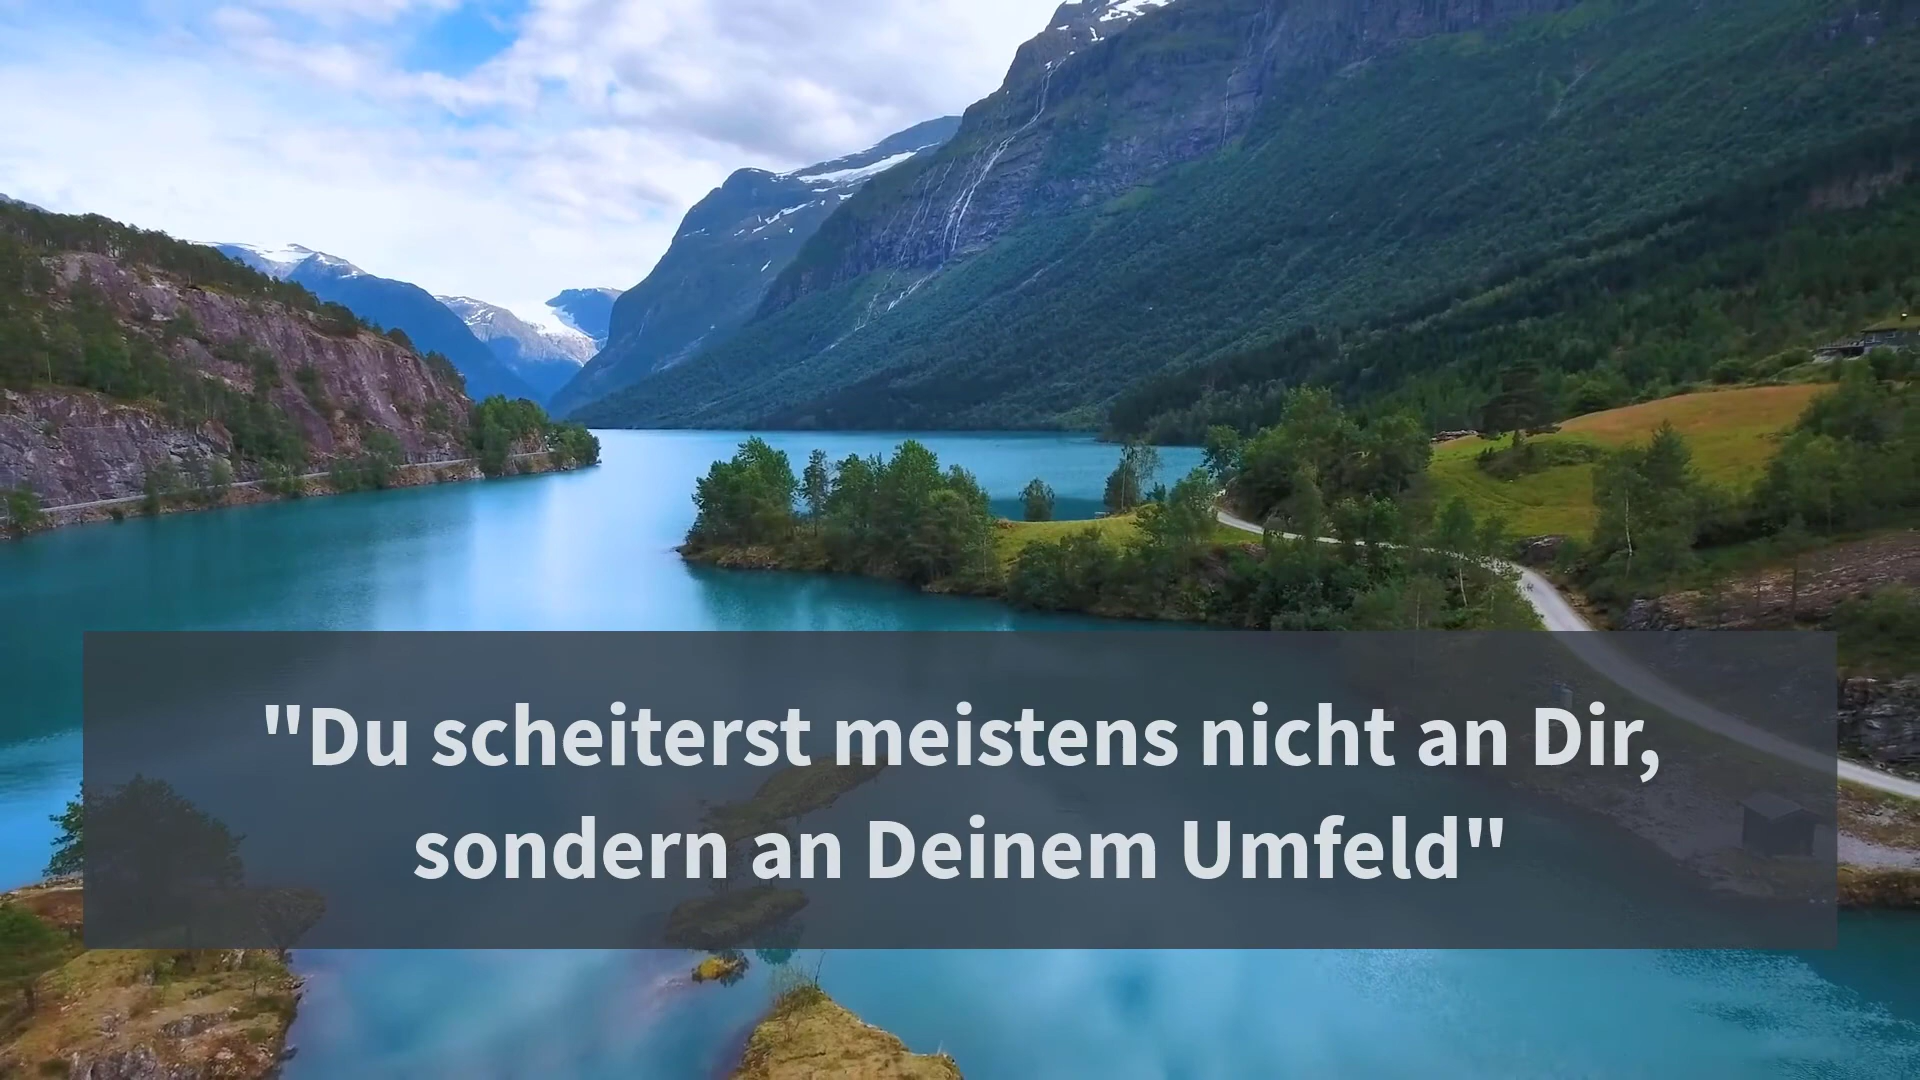 "Du scheiterst meistens nicht an Dir,
sondern an Deinem Umfeld"